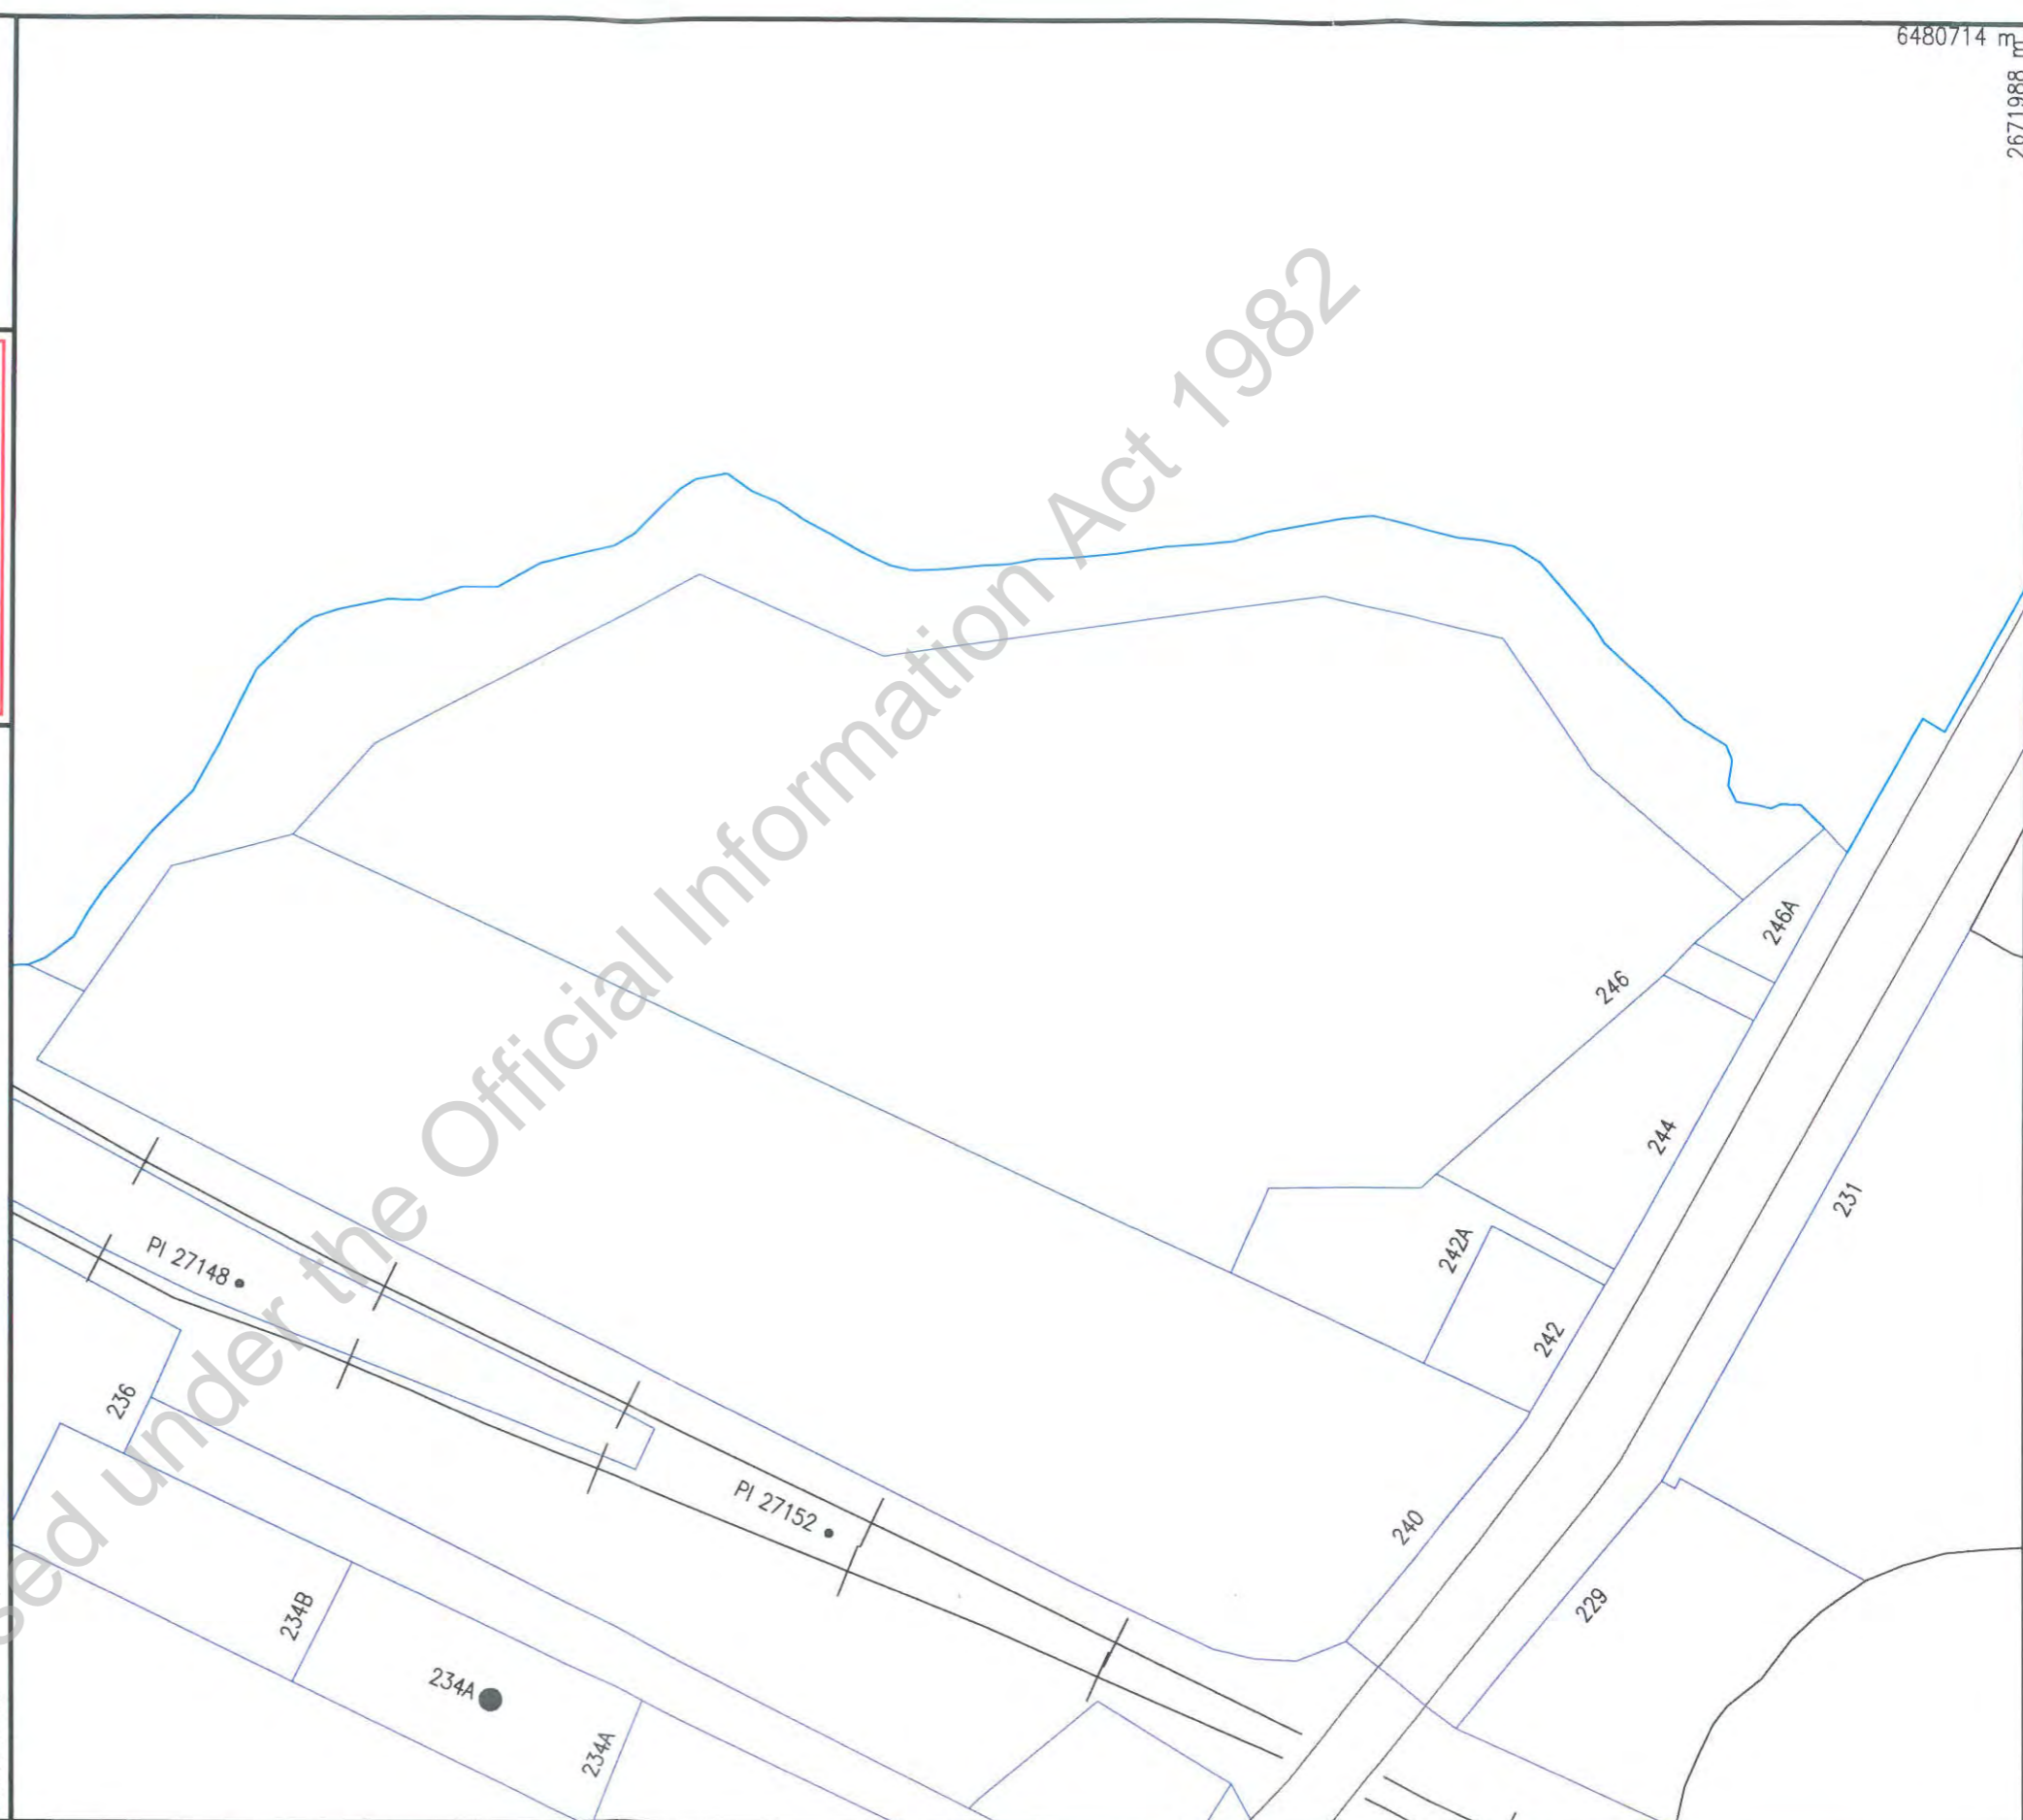 6480714 m
2671988 m
sed under the Official Information Act 1982
246A
246
244
231
242A
242
PI 27148
236
PI 27152
240
229
234B
234A
234A